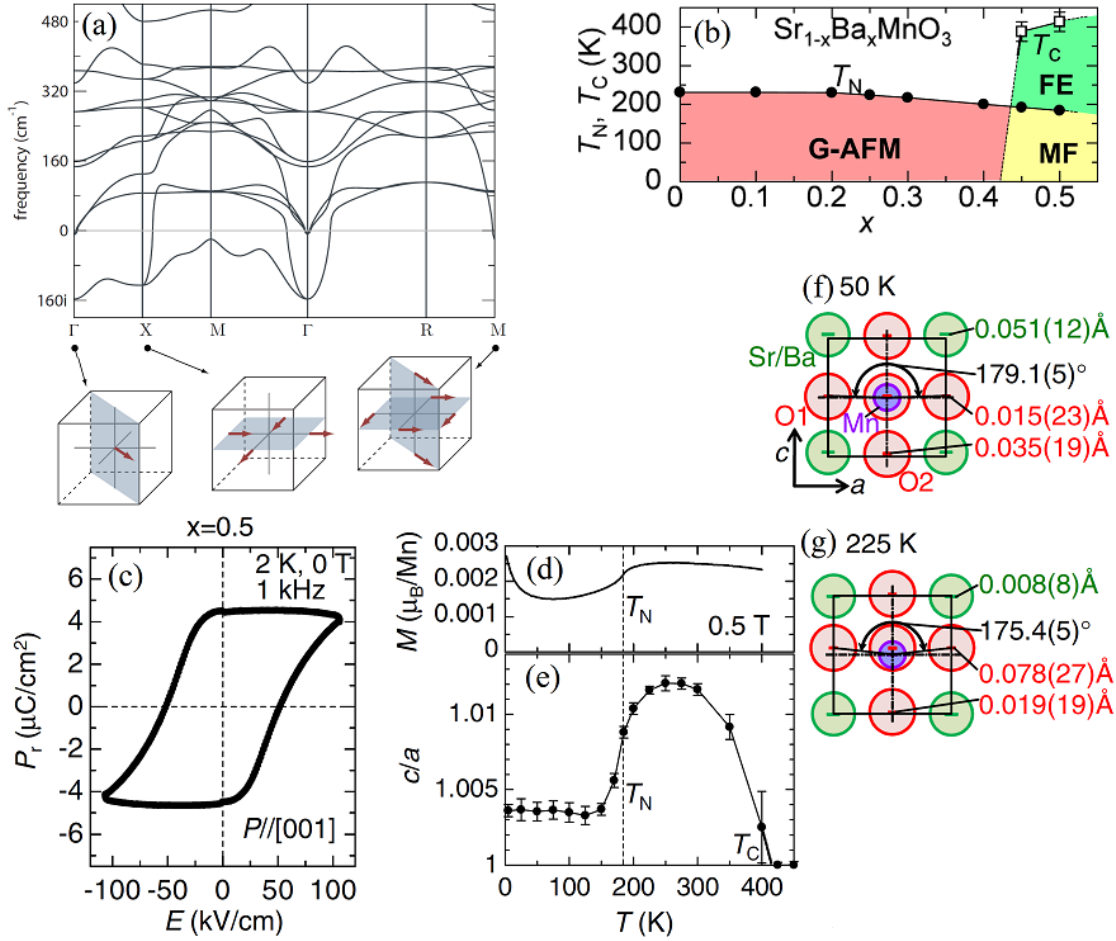 (a)
frequency (cm⁻¹)
480
320
160
0
160i
Γ X M Γ R M
(b)
Sr1-xBaxMnO3
TN, TC (K)
400
300
200
100
0
TN
TC
FE
G-AFM
MF
0 0.1 0.2 0.3 0.4 0.5
x
(f) 50 K
Sr/Ba
0.051(12)Å
179.1(5)°
O1
Mn
0.015(23)Å
0.035(19)Å
c
a
O2
x=0.5
(c)
2 K, 0 T
1 kHz
Pr (μC/cm2)
6
4
2
0
-2
-4
-6
P//[001]
-100 -50 0 50 100
E (kV/cm)
(d)
M (μB/Mn)
0.003
0.002
0.001
0
TN
0.5 T
(e)
c/a
1.01
1.005
1
TN
TC
0 100 200 300 400
T (K)
(g) 225 K
0.008(8)Å
175.4(5)°
0.078(27)Å
0.019(19)Å